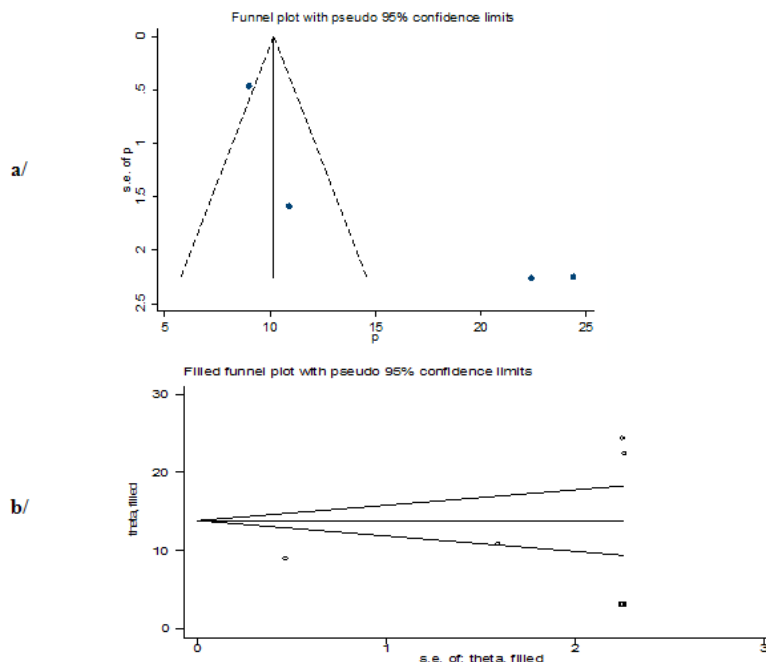 Funnel plot with pseudo 95% confidence limits
a/
s.e. of p
0
.5
1
1.5
2
2.5
5
10
15
20
25
p
Filled funnel plot with pseudo 95% confidence limits
b/
theta, filled
30
20
10
0
0
1
2
3
s.e. of: theta, filled